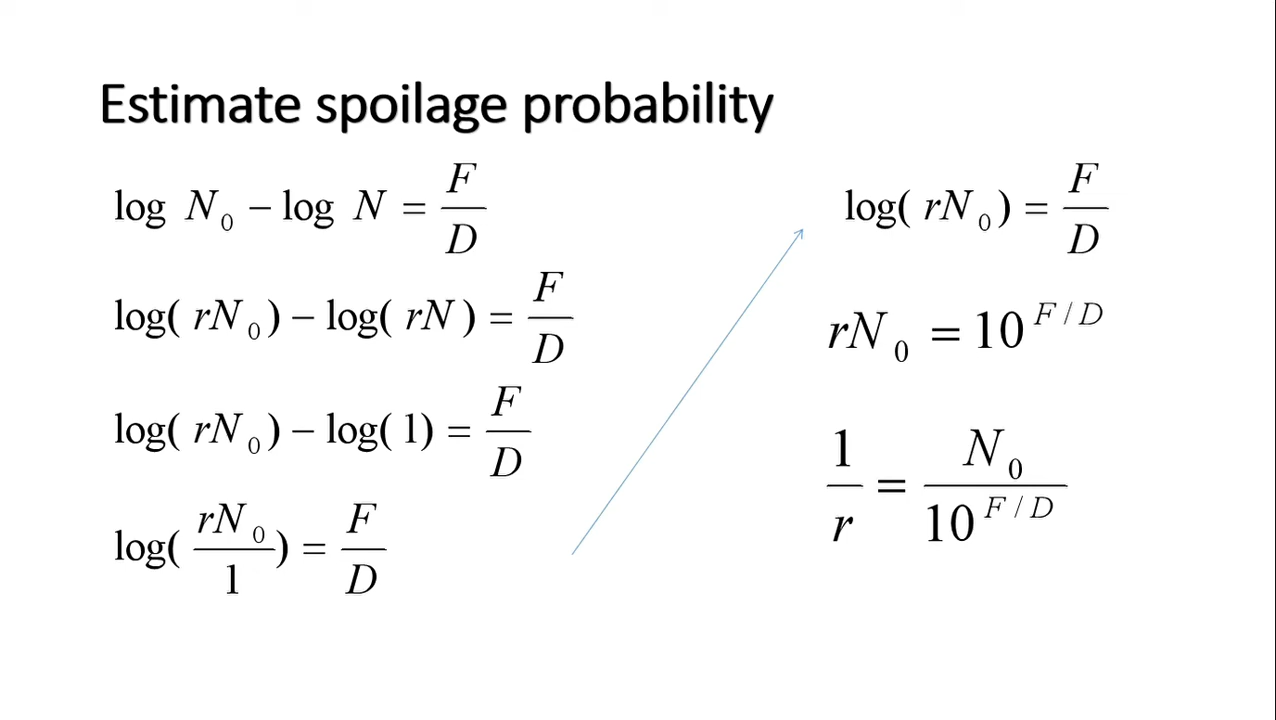 Estimate spoilage probability
log N₀ − log N = F/D
log( rN₀ ) − log( rN ) = F/D
log( rN₀ ) − log( 1) = F/D
log( rN₀/1 ) = F/D
log( rN₀ ) = F/D
rN₀ = 10^{F/D}
1/r = N₀/10^{F/D}